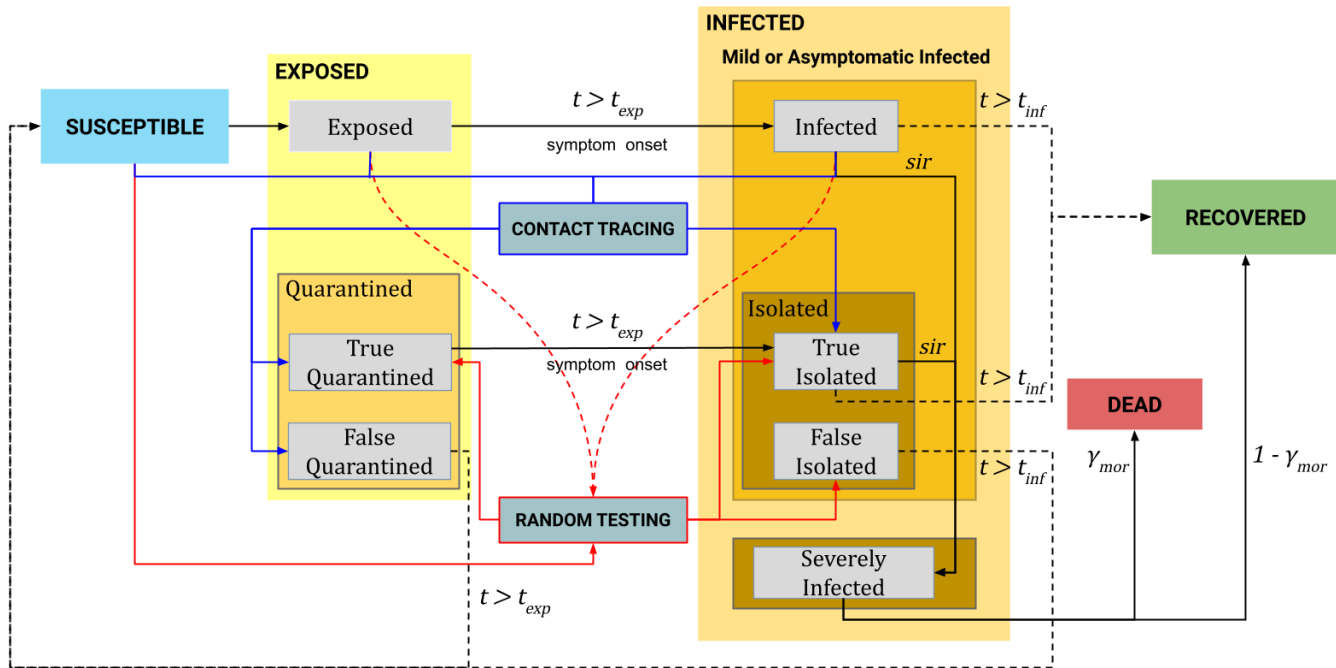 INFECTED
Mild or Asymptomatic Infected
EXPOSED
SUSCEPTIBLE
Exposed
t > t_exp
symptom onset
Infected
t > t_inf
sir
CONTACT TRACING
RECOVERED
Quarantined
Isolated
True
Quarantined
t > t_exp
symptom onset
True
Isolated
sir
t > t_inf
DEAD
False
Quarantined
False
Isolated
t > t_inf
γ_mor
1 - γ_mor
RANDOM TESTING
Severely
Infected
t > t_exp